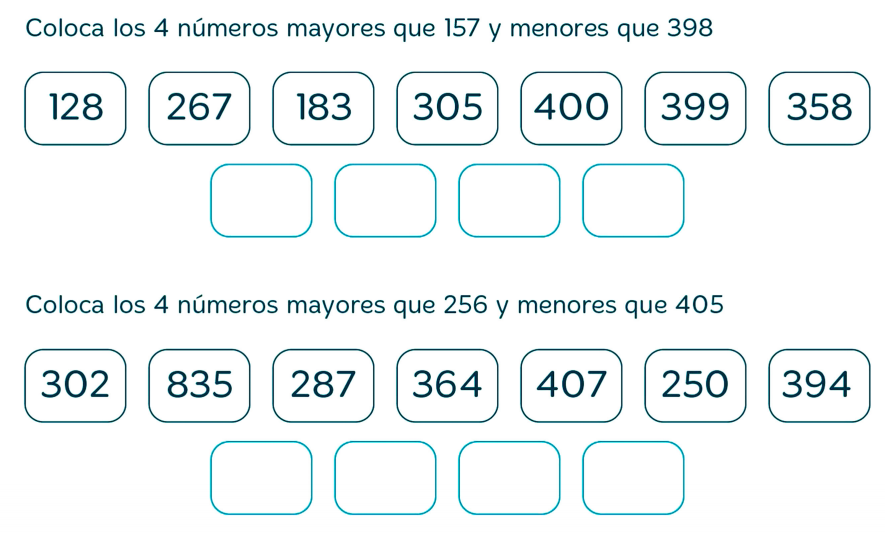 Coloca los 4 números mayores que 157 y menores que 398
128 267 183 305 400 399 358
Coloca los 4 números mayores que 256 y menores que 405
302 835 287 364 407 250 394